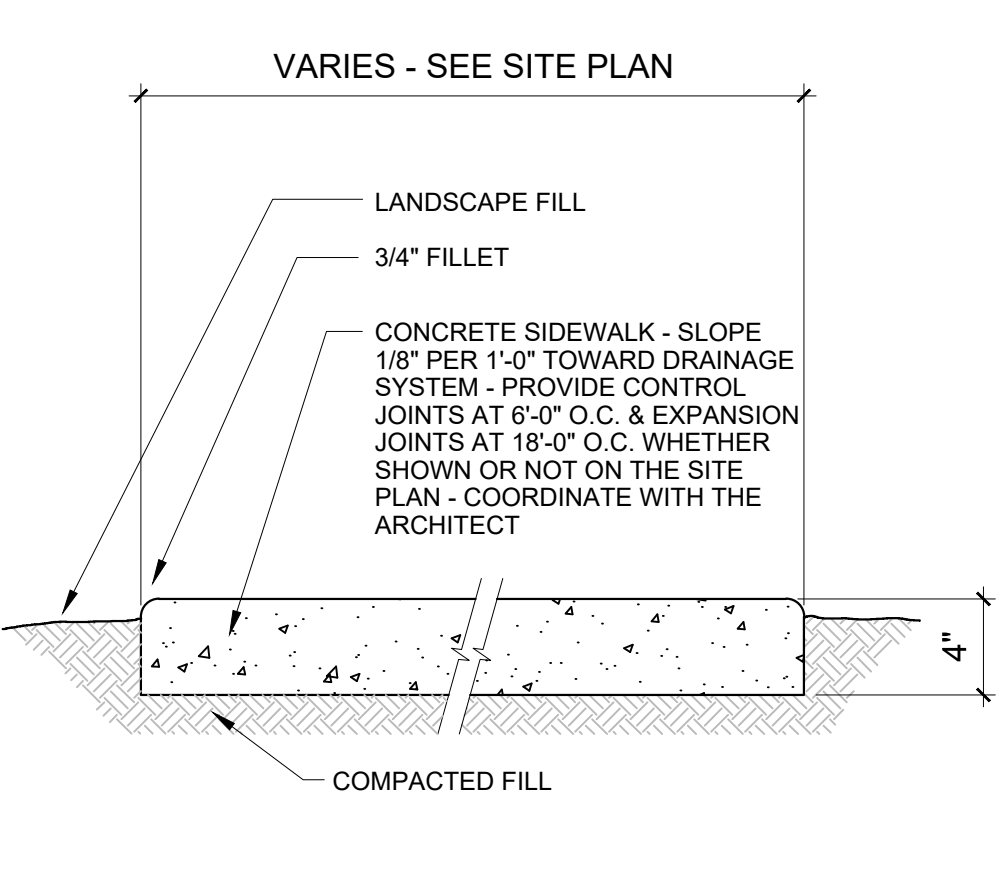 VARIES - SEE SITE PLAN
LANDSCAPE FILL
3/4" FILLET
CONCRETE SIDEWALK - SLOPE
1/8" PER 1'-0" TOWARD DRAINAGE
SYSTEM - PROVIDE CONTROL
JOINTS AT 6'-0" O.C. & EXPANSION
JOINTS AT 18'-0" O.C. WHETHER
SHOWN OR NOT ON THE SITE
PLAN - COORDINATE WITH THE
ARCHITECT
4"
COMPACTED FILL